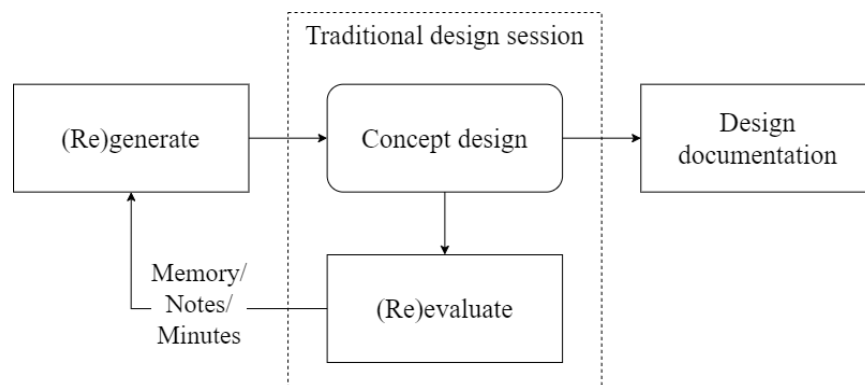 Traditional design session
(Re)generate
Concept design
Design
documentation
Memory/
Notes/
Minutes
(Re)evaluate